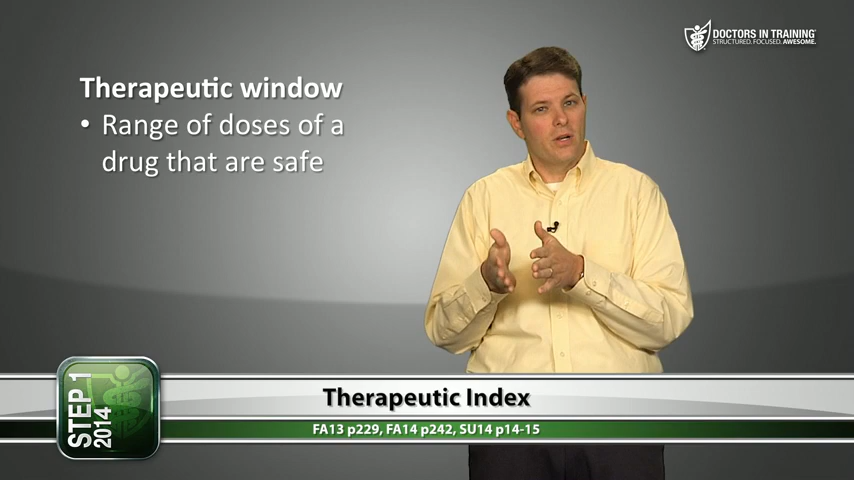 DOCTORS IN TRAINING®
STRUCTURED. FOCUSED. AWESOME.
Therapeutic window
• Range of doses of a
drug that are safe
STEP 1
2014
Therapeutic Index
FA13 p229, FA14 p242, SU14 p14-15